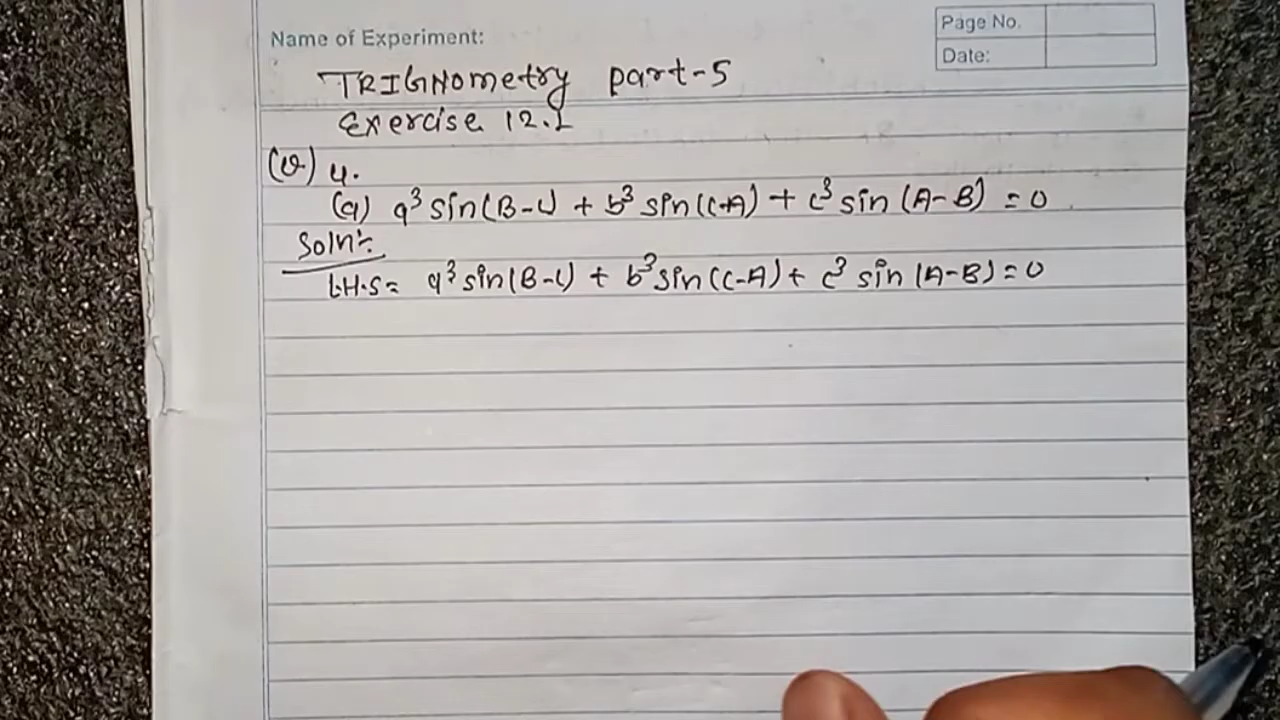 Page No.
Name of Experiment:
Date:
TRIGNometry part-5
Exercise 12.1
(Q) 4.
(a) a³ sin(B-C) + b³ sin(C-A) + c³ sin (A-B) = 0
Soln:-
L.H.S = a³ sin(B-C) + b³ sin(C-A) + c³ sin (A-B) = 0